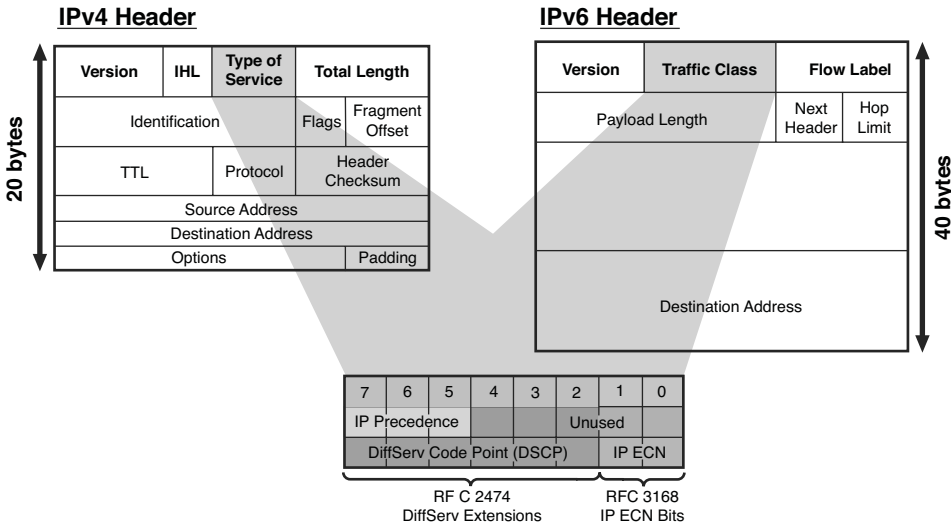 IPv4 Header
IPv6 Header
20 bytes
Version IHL Type of Service Total Length
Identification Flags Fragment Offset
TTL Protocol Header Checksum
Source Address
Destination Address
Options Padding
Version Traffic Class Flow Label
Payload Length Next Header Hop Limit
Destination Address
40 bytes
7 6 5 4 3 2 1 0
IP Precedence Unused
DiffServ Code Point (DSCP) IP ECN
RF C 2474
DiffServ Extensions
RFC 3168
IP ECN Bits